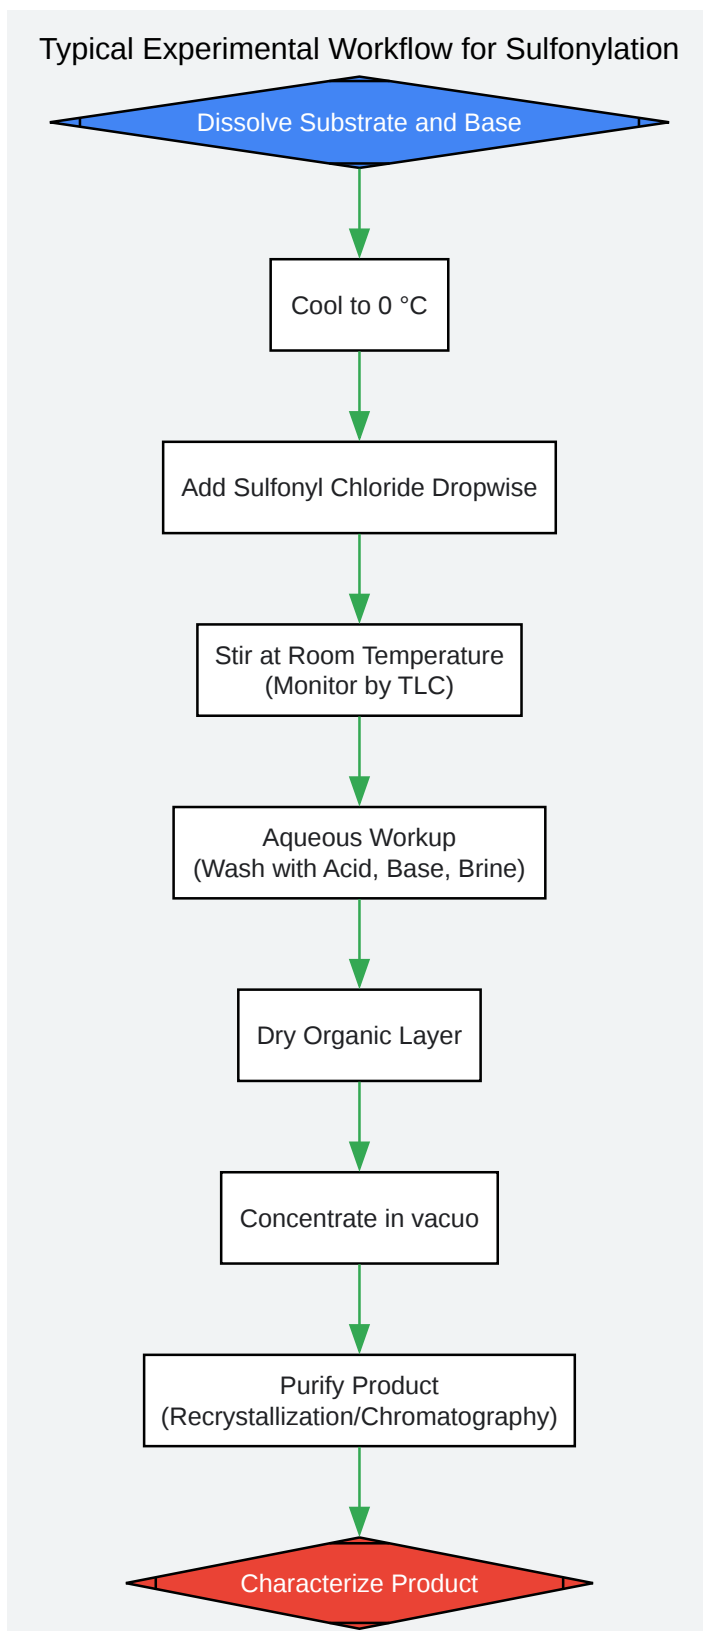 Typical Experimental Workflow for Sulfonylation
Dissolve Substrate and Base
Cool to 0 °C
Add Sulfonyl Chloride Dropwise
Stir at Room Temperature
(Monitor by TLC)
Aqueous Workup
(Wash with Acid, Base, Brine)
Dry Organic Layer
Concentrate in vacuo
Purify Product
(Recrystallization/Chromatography)
Characterize Product